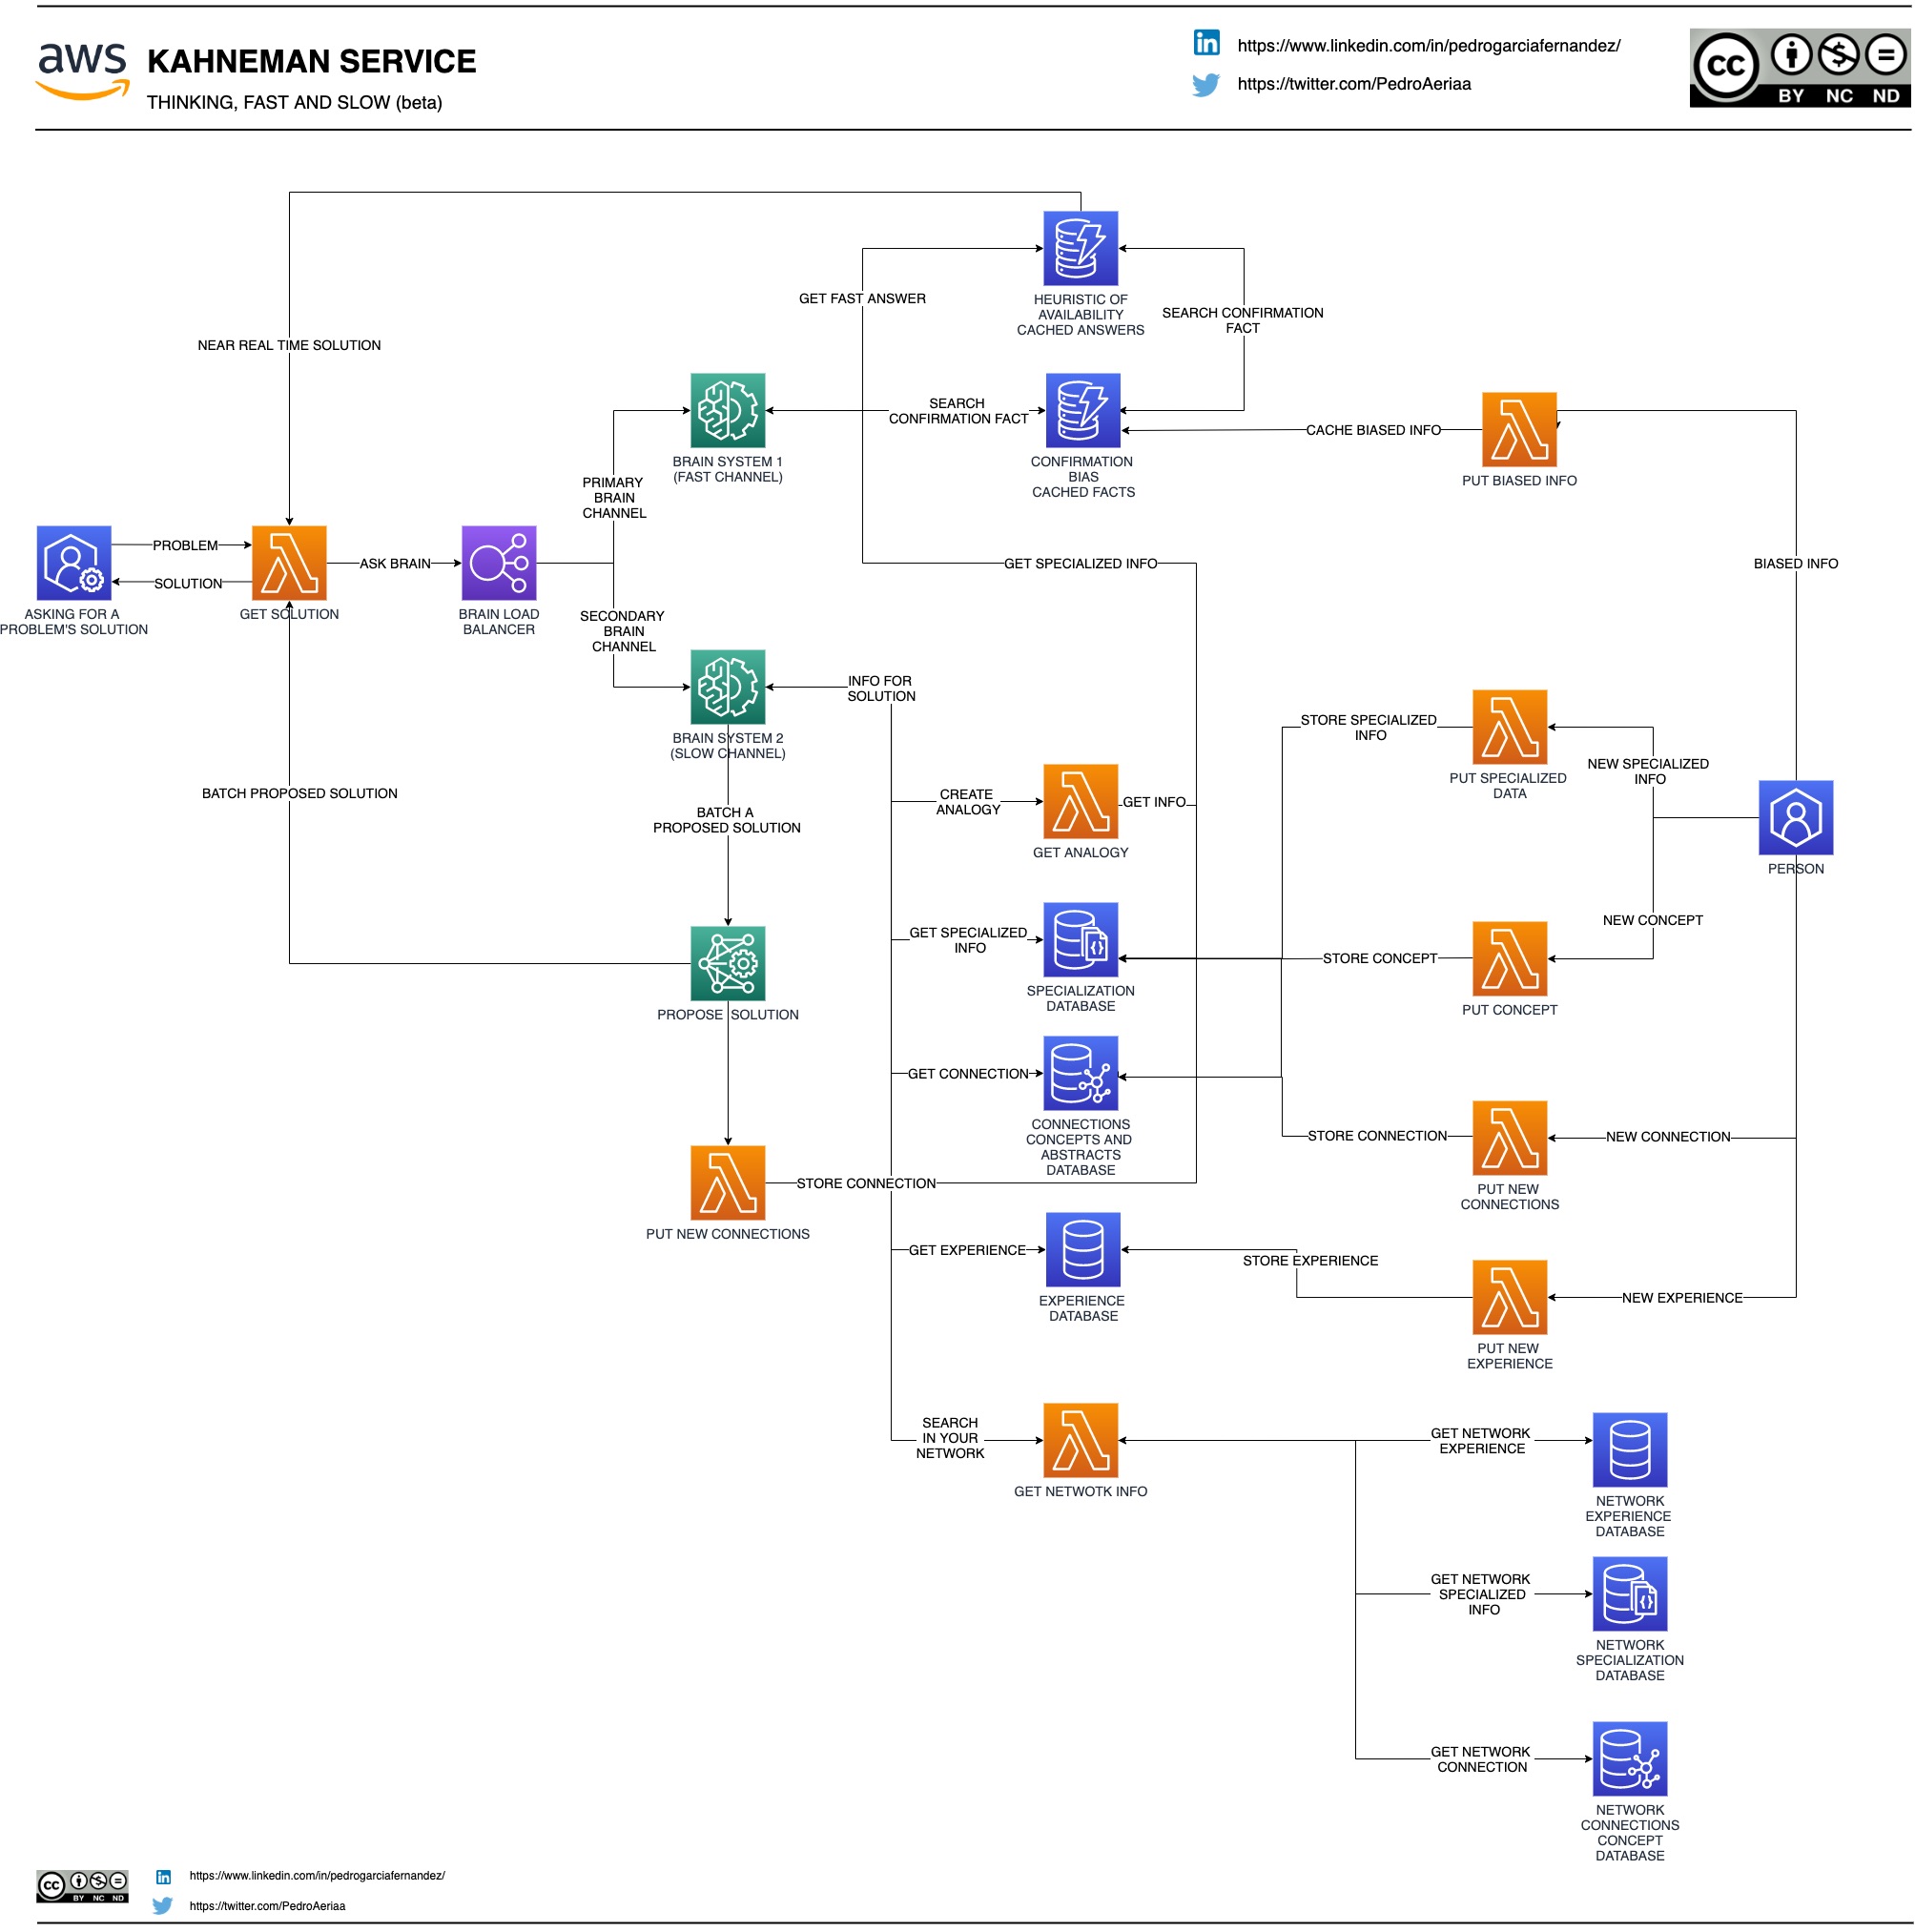 aws
KAHNEMAN SERVICE
THINKING, FAST AND SLOW (beta)
in
https://www.linkedin.com/in/pedrogarciafernandez/
https://twitter.com/PedroAeriaa
cc
BY NC ND
NEAR REAL TIME SOLUTION
GET FAST ANSWER
HEURISTIC OF
AVAILABILITY
CACHED ANSWERS
SEARCH CONFIRMATION
FACT
BRAIN SYSTEM 1
(FAST CHANNEL)
SEARCH
CONFIRMATION FACT
CONFIRMATION
BIAS
CACHED FACTS
CACHE BIASED INFO
PUT BIASED INFO
PRIMARY
BRAIN
CHANNEL
PROBLEM
SOLUTION
ASKING FOR A
PROBLEM'S SOLUTION
GET SOLUTION
ASK BRAIN
BRAIN LOAD
BALANCER
GET SPECIALIZED INFO
BIASED INFO
SECONDARY
BRAIN
CHANNEL
BRAIN SYSTEM 2
(SLOW CHANNEL)
INFO FOR
SOLUTION
STORE SPECIALIZED
INFO
PUT SPECIALIZED
DATA
NEW SPECIALIZED
INFO
BATCH PROPOSED SOLUTION
BATCH A
PROPOSED SOLUTION
CREATE
ANALOGY
GET INFO
GET ANALOGY
PERSON
GET SPECIALIZED
INFO
SPECIALIZATION
DATABASE
STORE CONCEPT
PUT CONCEPT
NEW CONCEPT
PROPOSE SOLUTION
GET CONNECTION
CONNECTIONS
CONCEPTS AND
ABSTRACTS
DATABASE
STORE CONNECTION
PUT NEW
CONNECTIONS
NEW CONNECTION
STORE CONNECTION
PUT NEW CONNECTIONS
GET EXPERIENCE
EXPERIENCE
DATABASE
STORE EXPERIENCE
PUT NEW
EXPERIENCE
NEW EXPERIENCE
SEARCH
IN YOUR
NETWORK
GET NETWOTK INFO
GET NETWORK
EXPERIENCE
NETWORK
EXPERIENCE
DATABASE
GET NETWORK
SPECIALIZED
INFO
NETWORK
SPECIALIZATION
DATABASE
GET NETWORK
CONNECTION
NETWORK
CONNECTIONS
CONCEPT
DATABASE
cc
BY NC ND
in
https://www.linkedin.com/in/pedrogarciafernandez/
https://twitter.com/PedroAeriaa